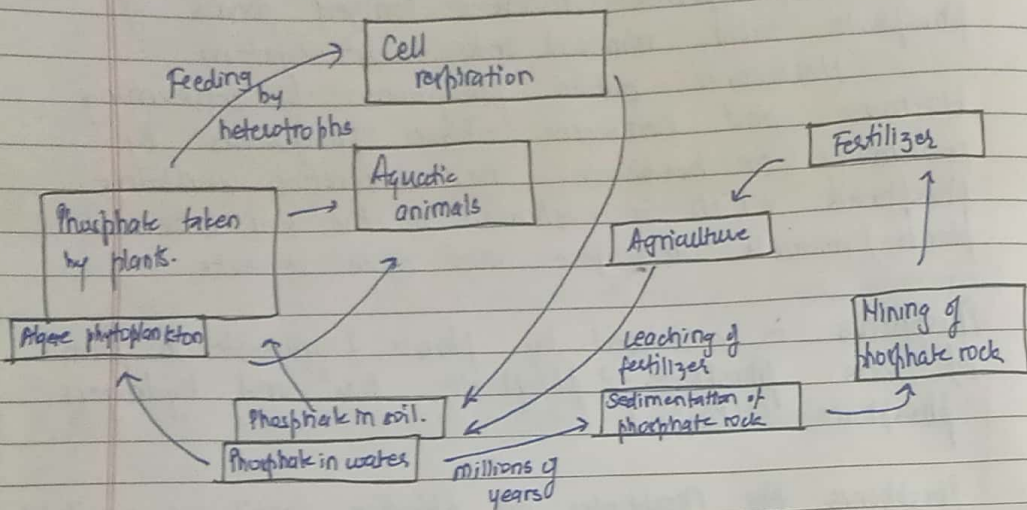 Cell
respiration
Feeding
by
heterotrophs
Fertilizer
Aquatic
animals
Phosphate taken
by plants.
Agriculture
Algae phytoplankton
Mining of
phosphate rock
Leaching of
fertilizer
Sedimentation of
phosphate rock
Phosphate in soil.
Phosphate in water
millions of
years